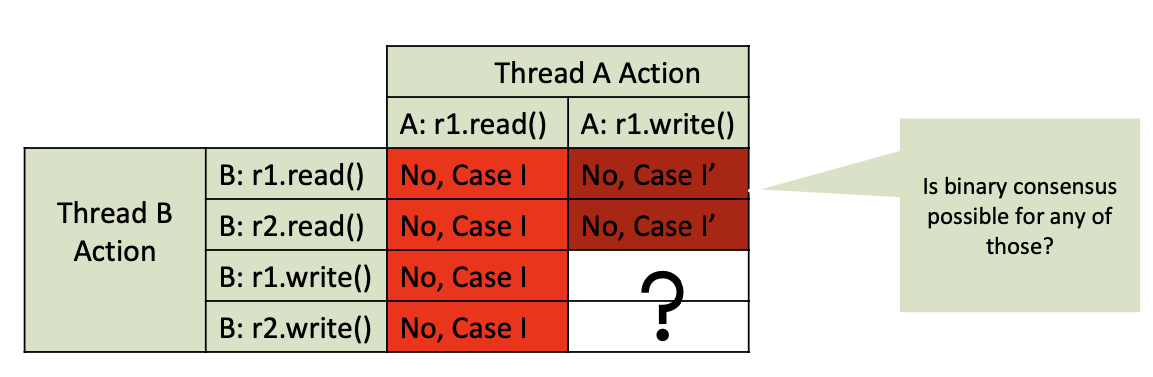 Thread A Action
A: r1.read() A: r1.write()
Thread B
Action
B: r1.read() No, Case I No, Case I’
B: r2.read() No, Case I No, Case I’
B: r1.write() No, Case I
B: r2.write() No, Case I
?
Is binary consensus
possible for any of
those?